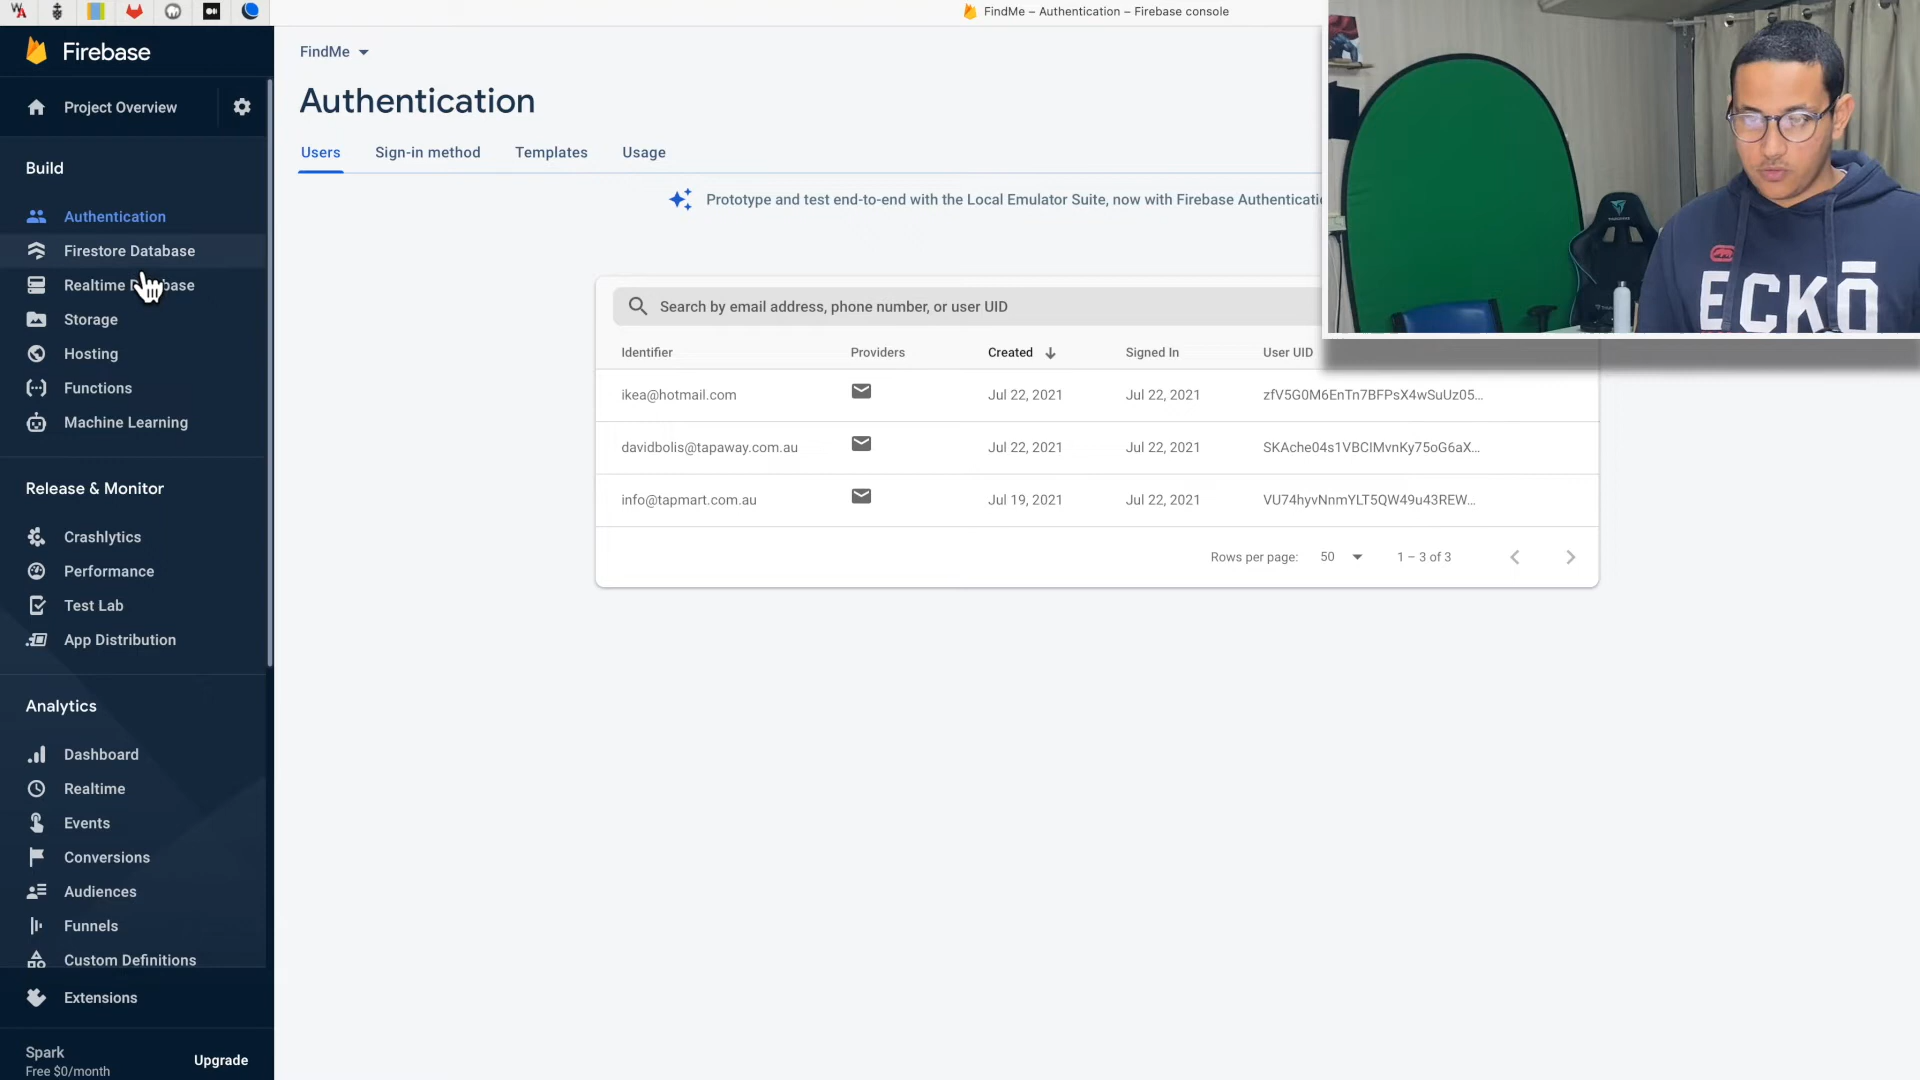 FindMe – Authentication – Firebase console
Firebase
Project Overview
Build
Authentication
Firestore Database
Realtime
Storage
Hosting
Functions
Machine Learning
Release & Monitor
Crashlytics
Performance
Test Lab
App Distribution
Analytics
Dashboard
Realtime
Events
Conversions
Audiences
Funnels
Custom Definitions
Extensions
Spark
Free $0/month
Upgrade
FindMe
Authentication
Users Sign-in method Templates Usage
Prototype and test end-to-end with the Local Emulator Suite, now with Firebase
Search by email address, phone number, or user UID
Identifier Providers Created Signed In User UID
ikea@hotmail.com Jul 22, 2021 Jul 22, 2021 zfV5G0M6EnTn7BFPsX4wSuUz05...
davidbolis@tapaway.com.au Jul 22, 2021 Jul 22, 2021
info@tapmart.com.au Jul 19, 2021 Jul 22, 2021 VU74hyvNnmYLT5QW49u43REW...
Rows per page: 50 1 – 3 of 3
ECKŌ